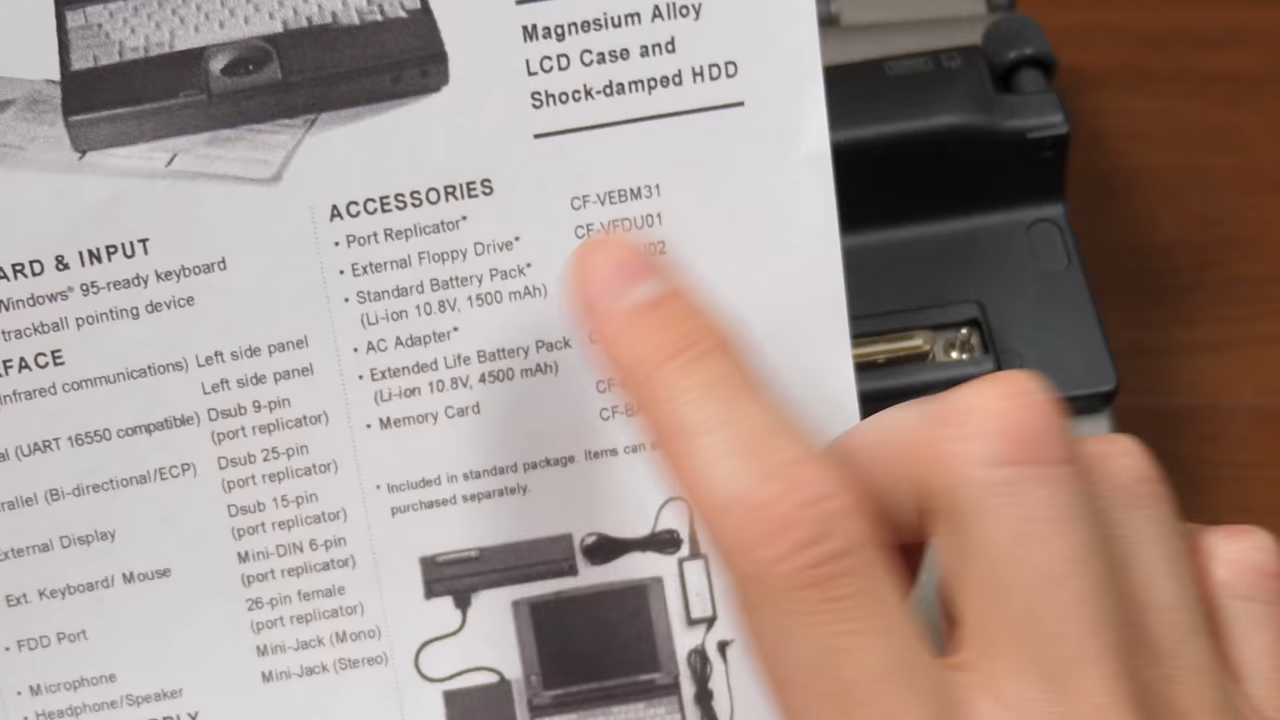 Magnesium Alloy
LCD Case and
Shock-damped HDD
ARD & INPUT
Windows® 95-ready keyboard
trackball pointing device
FACE
infrared communications) Left side panel
Left side panel
al (UART 16550 compatible) Dsub 9-pin
(port replicator)
rallel (Bi-directional/ECP) Dsub 25-pin
(port replicator)
xternal Display Dsub 15-pin
(port replicator)
Ext. Keyboard/ Mouse Mini-DIN 6-pin
(port replicator)
• FDD Port 26-pin female
(port replicator)
• Microphone Mini-Jack (Mono)
• Headphone/Speaker Mini-Jack (Stereo)
ACCESSORIES
• Port Replicator* CF-VEBM31
• External Floppy Drive* CF-VFDU01
• Standard Battery Pack* 02
(Li-ion 10.8V, 1500 mAh)
• AC Adapter*
• Extended Life Battery Pack
(Li-ion 10.8V, 4500 mAh) CF-
• Memory Card CF-B
* Included in standard package. Items can
purchased separately.